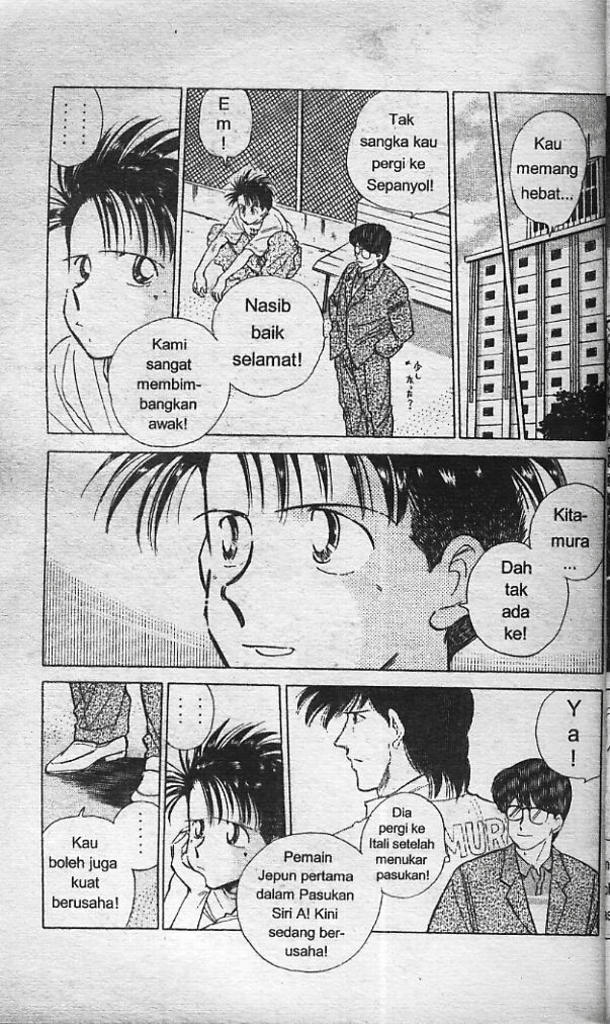 Kau
memang
hebat...
Tak
sangka kau
pergi ke
Sepanyol!
E
m
!
Nasib
baik
selamat!
少し
......
Kami
sangat
membim-
bangkan
awak!
Kita-
mura
...
Dah
tak
ada
ke!
Y
a
!
Dia
pergi ke
Itali setelah
menukar
pasukan!
MUR
Pemain
Jepun pertama
dalam Pasukan
Siri A! Kini
sedang ber-
usaha!
......
......
Kau
boleh juga
kuat
berusaha!